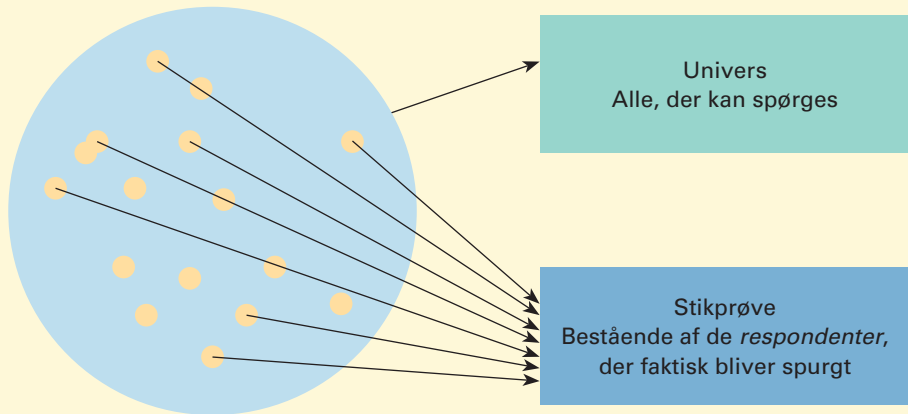 Univers
Alle, der kan spørges
Stikprøve
Bestående af de respondenter,
der faktisk bliver spurgt